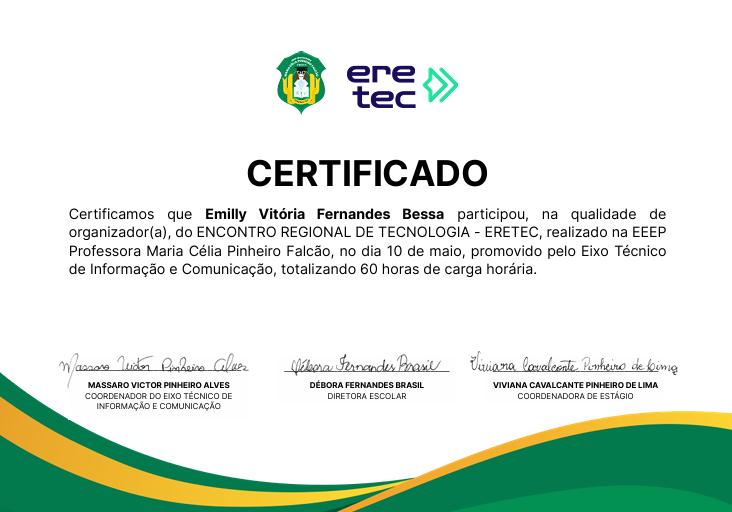 ere
tec
CERTIFICADO
Certificamos que Emilly Vitória Fernandes Bessa participou, na qualidade de
organizador(a), do ENCONTRO REGIONAL DE TECNOLOGIA - ERETEC, realizado na EEEP
Professora Maria Célia Pinheiro Falcão, no dia 10 de maio, promovido pelo Eixo Técnico
de Informação e Comunicação, totalizando 60 horas de carga horária.
Massaro Victor Pinheiro Alves
Débora Fernandes Brasil
Viviana Cavalcante Pinheiro de Lima
MASSARO VICTOR PINHEIRO ALVES
COORDENADOR DO EIXO TÉCNICO DE
INFORMAÇÃO E COMUNICAÇÃO
DÉBORA FERNANDES BRASIL
DIRETORA ESCOLAR
VIVIANA CAVALCANTE PINHEIRO DE LIMA
COORDENADORA DE ESTÁGIO